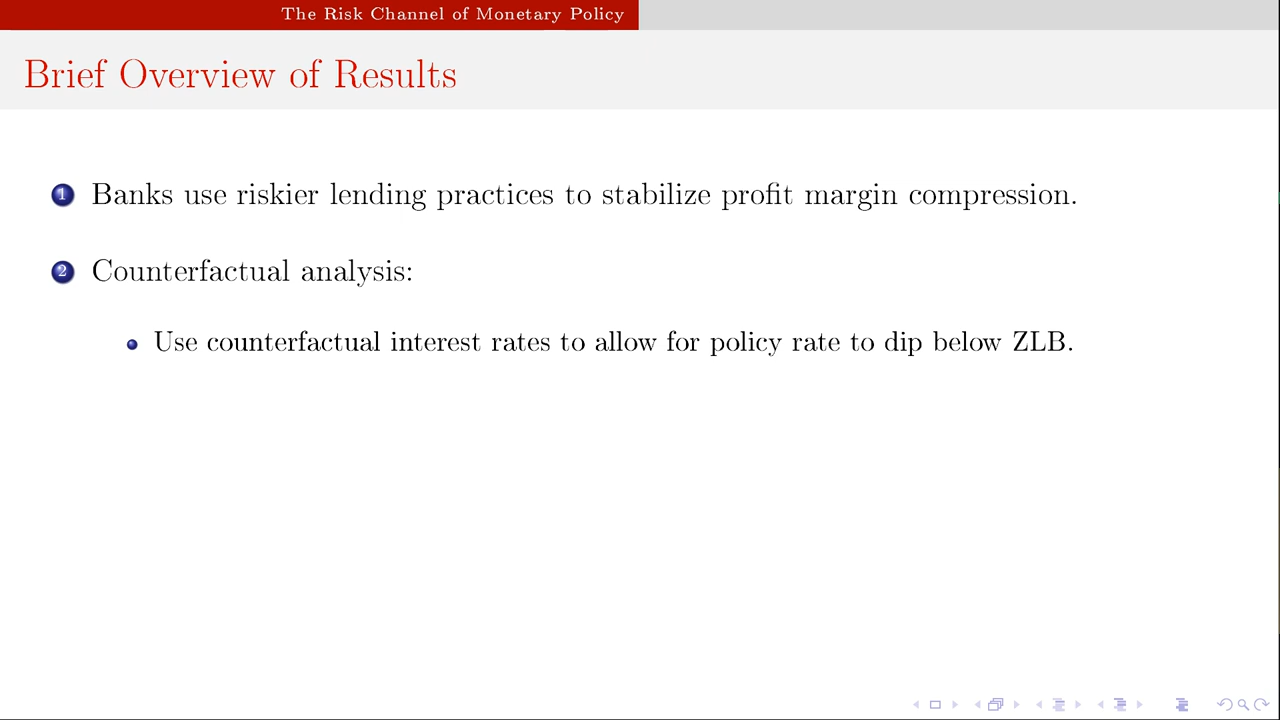 The Risk Channel of Monetary Policy
Brief Overview of Results
1 Banks use riskier lending practices to stabilize profit margin compression.
2 Counterfactual analysis:
Use counterfactual interest rates to allow for policy rate to dip below ZLB.